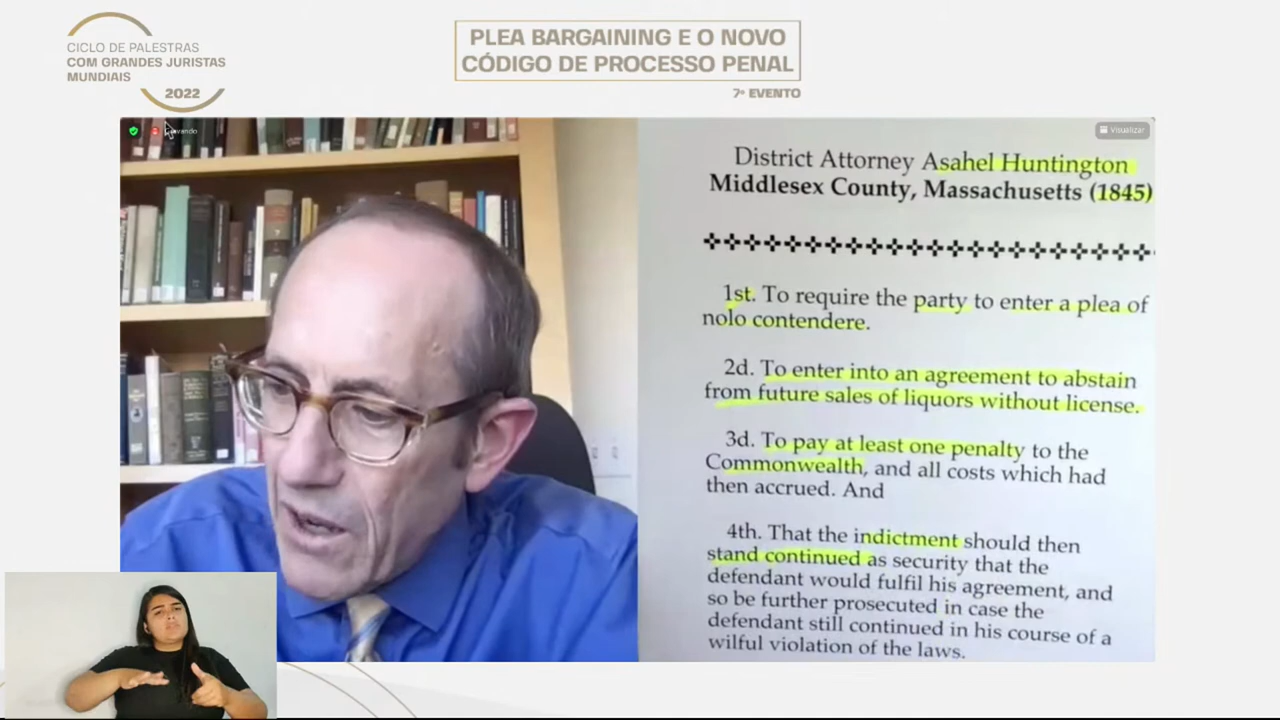 CICLO DE PALESTRAS
COM GRANDES JURISTAS
MUNDIAIS
2022
PLEA BARGAINING E O NOVO
CÓDIGO DE PROCESSO PENAL
7º EVENTO
Visualizar
District Attorney Asahel Huntington
Middlesex County, Massachusetts (1845)
1st. To require the party to enter a plea of
nolo contendere.
2d. To enter into an agreement to abstain
from future sales of liquors without license.
3d. To pay at least one penalty to the
Commonwealth, and all costs which had
then accrued. And
4th. That the indictment should then
stand continued as security that the
defendant would fulfil his agreement, and
so be further prosecuted in case the
defendant still continued in his course of a
wilful violation of the laws.